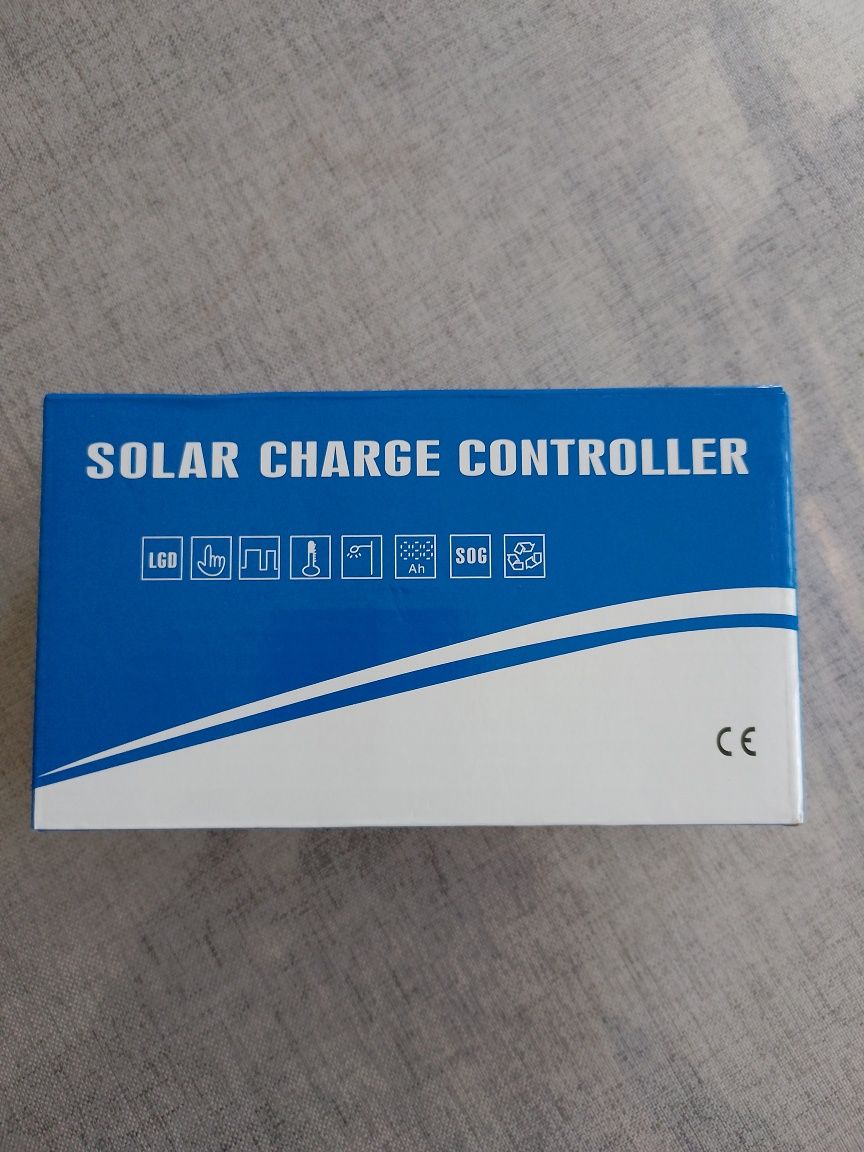 SOLAR CHARGE CONTROLLER
LGD Ah SOG
CE